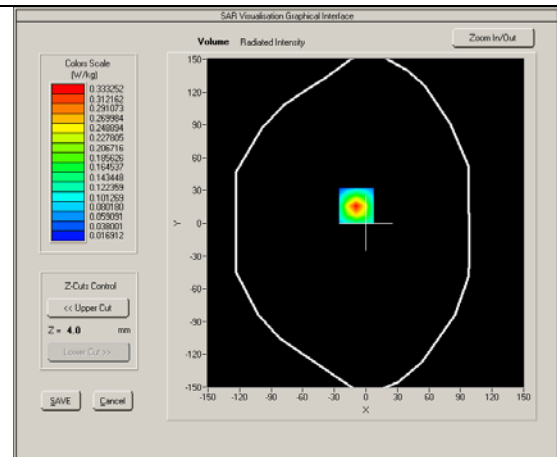 SAR Visualisation Graphical Interface
Volume Radiated Intensity
Zoom In/Out
Colors Scale
(W/kg)
0.333252
0.312162
0.291073
0.269984
0.248894
0.227805
0.206716
0.185626
0.164537
0.143448
0.122359
0.101269
0.080180
0.059091
0.038001
0.016912
Z-Cuts Control
<< Upper Cut
Z = 4.0 mm
Lower Cut >>
SAVE Cancel
150
120
90
60
30
0
-30
-60
-90
-120
-150
Y
-150 -120 -90 -60 -30 0 30 60 90 120 150
X